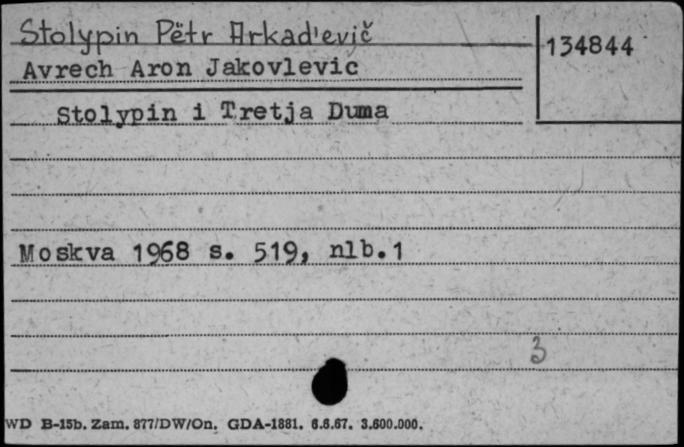 Stolypin Pëtr Arkad'evič
134844
Avrech Aron Jakovlevic
Stolypin i Tretja Duma
Moskva 1968 s. 519, nlb.1
3
WD B-15b. Zam. 877/DW/On. GDA-1881. 6.6.67. 3.600.000.